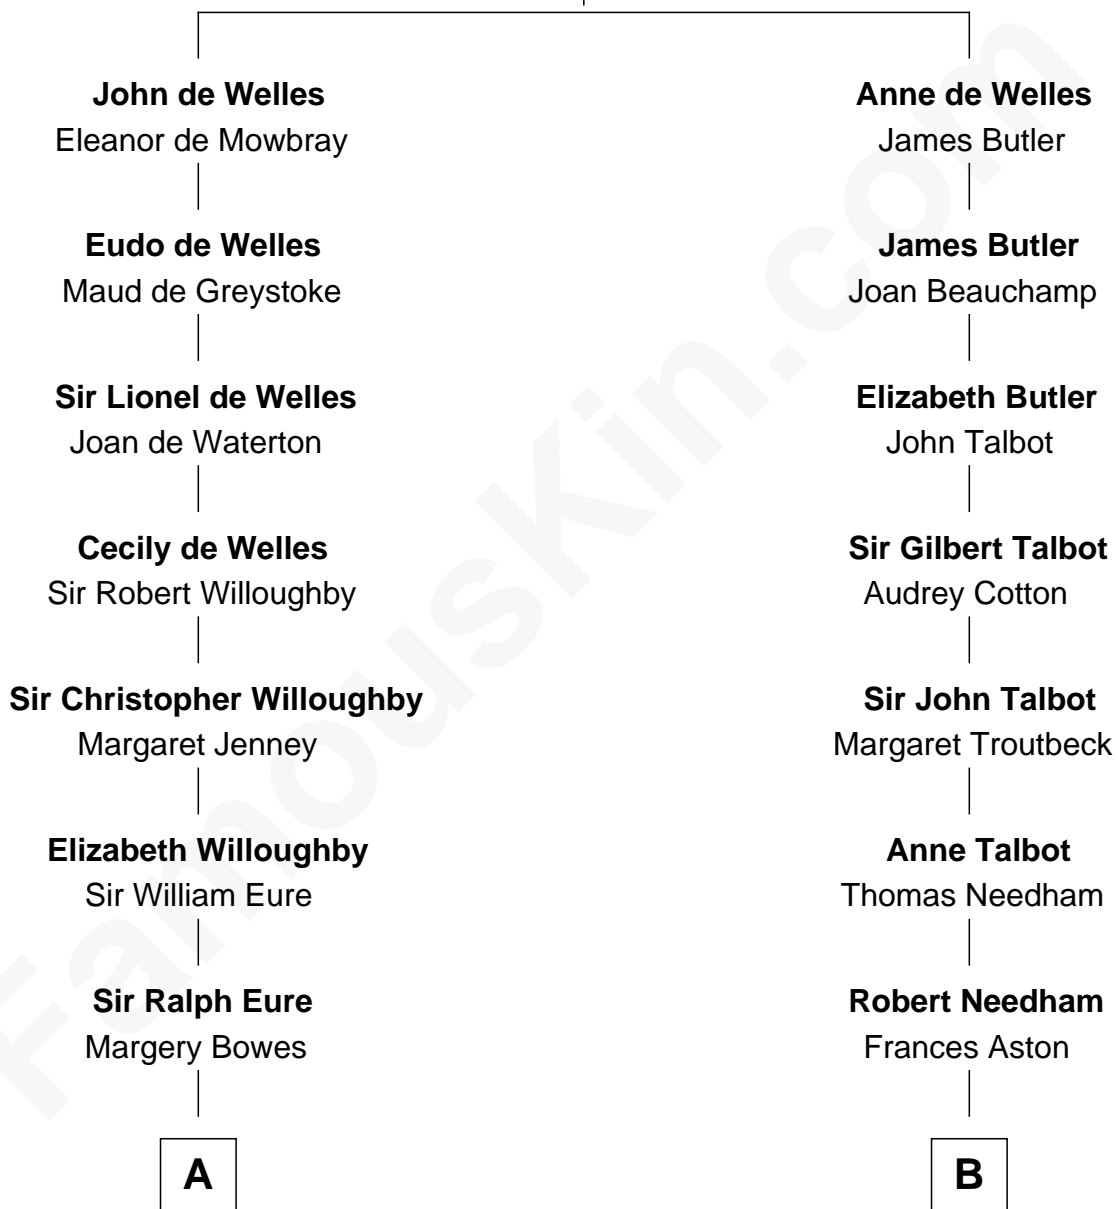 John de Welles
Eleanor de Mowbray
Eudo de Welles
Maud de Greystoke
Sir Lionel de Welles
Joan de Waterton
Cecily de Welles
Sir Robert Willoughby
Sir Christopher Willoughby
Margaret Jenney
Elizabeth Willoughby
Sir William Eure
Sir Ralph Eure
Margery Bowes
A
Anne de Welles
James Butler
James Butler
Joan Beauchamp
Elizabeth Butler
John Talbot
Sir Gilbert Talbot
Audrey Cotton
Sir John Talbot
Margaret Troutbeck
Anne Talbot
Thomas Needham
Robert Needham
Frances Aston
B
FamousKin.com